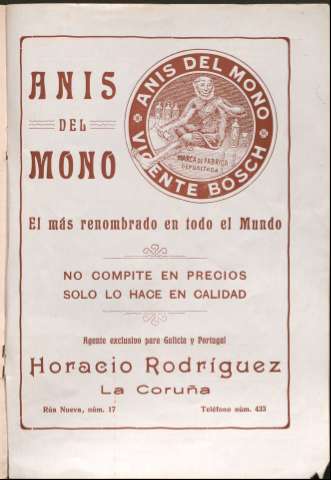 ANIS
DEL
MONO
ANIS DEL MONO
VICENTE BOSCH
MARCA DE FABRICA
DEPOSITADA
El más renombrado en todo el Mundo
NO COMPITE EN PRECIOS
SOLO LO HACE EN CALIDAD
Agente exclusivo para Galicia y Portugal
Horacio Rodríguez
La Coruña
Rúa Nueva, núm. 17 Teléfono núm. 433